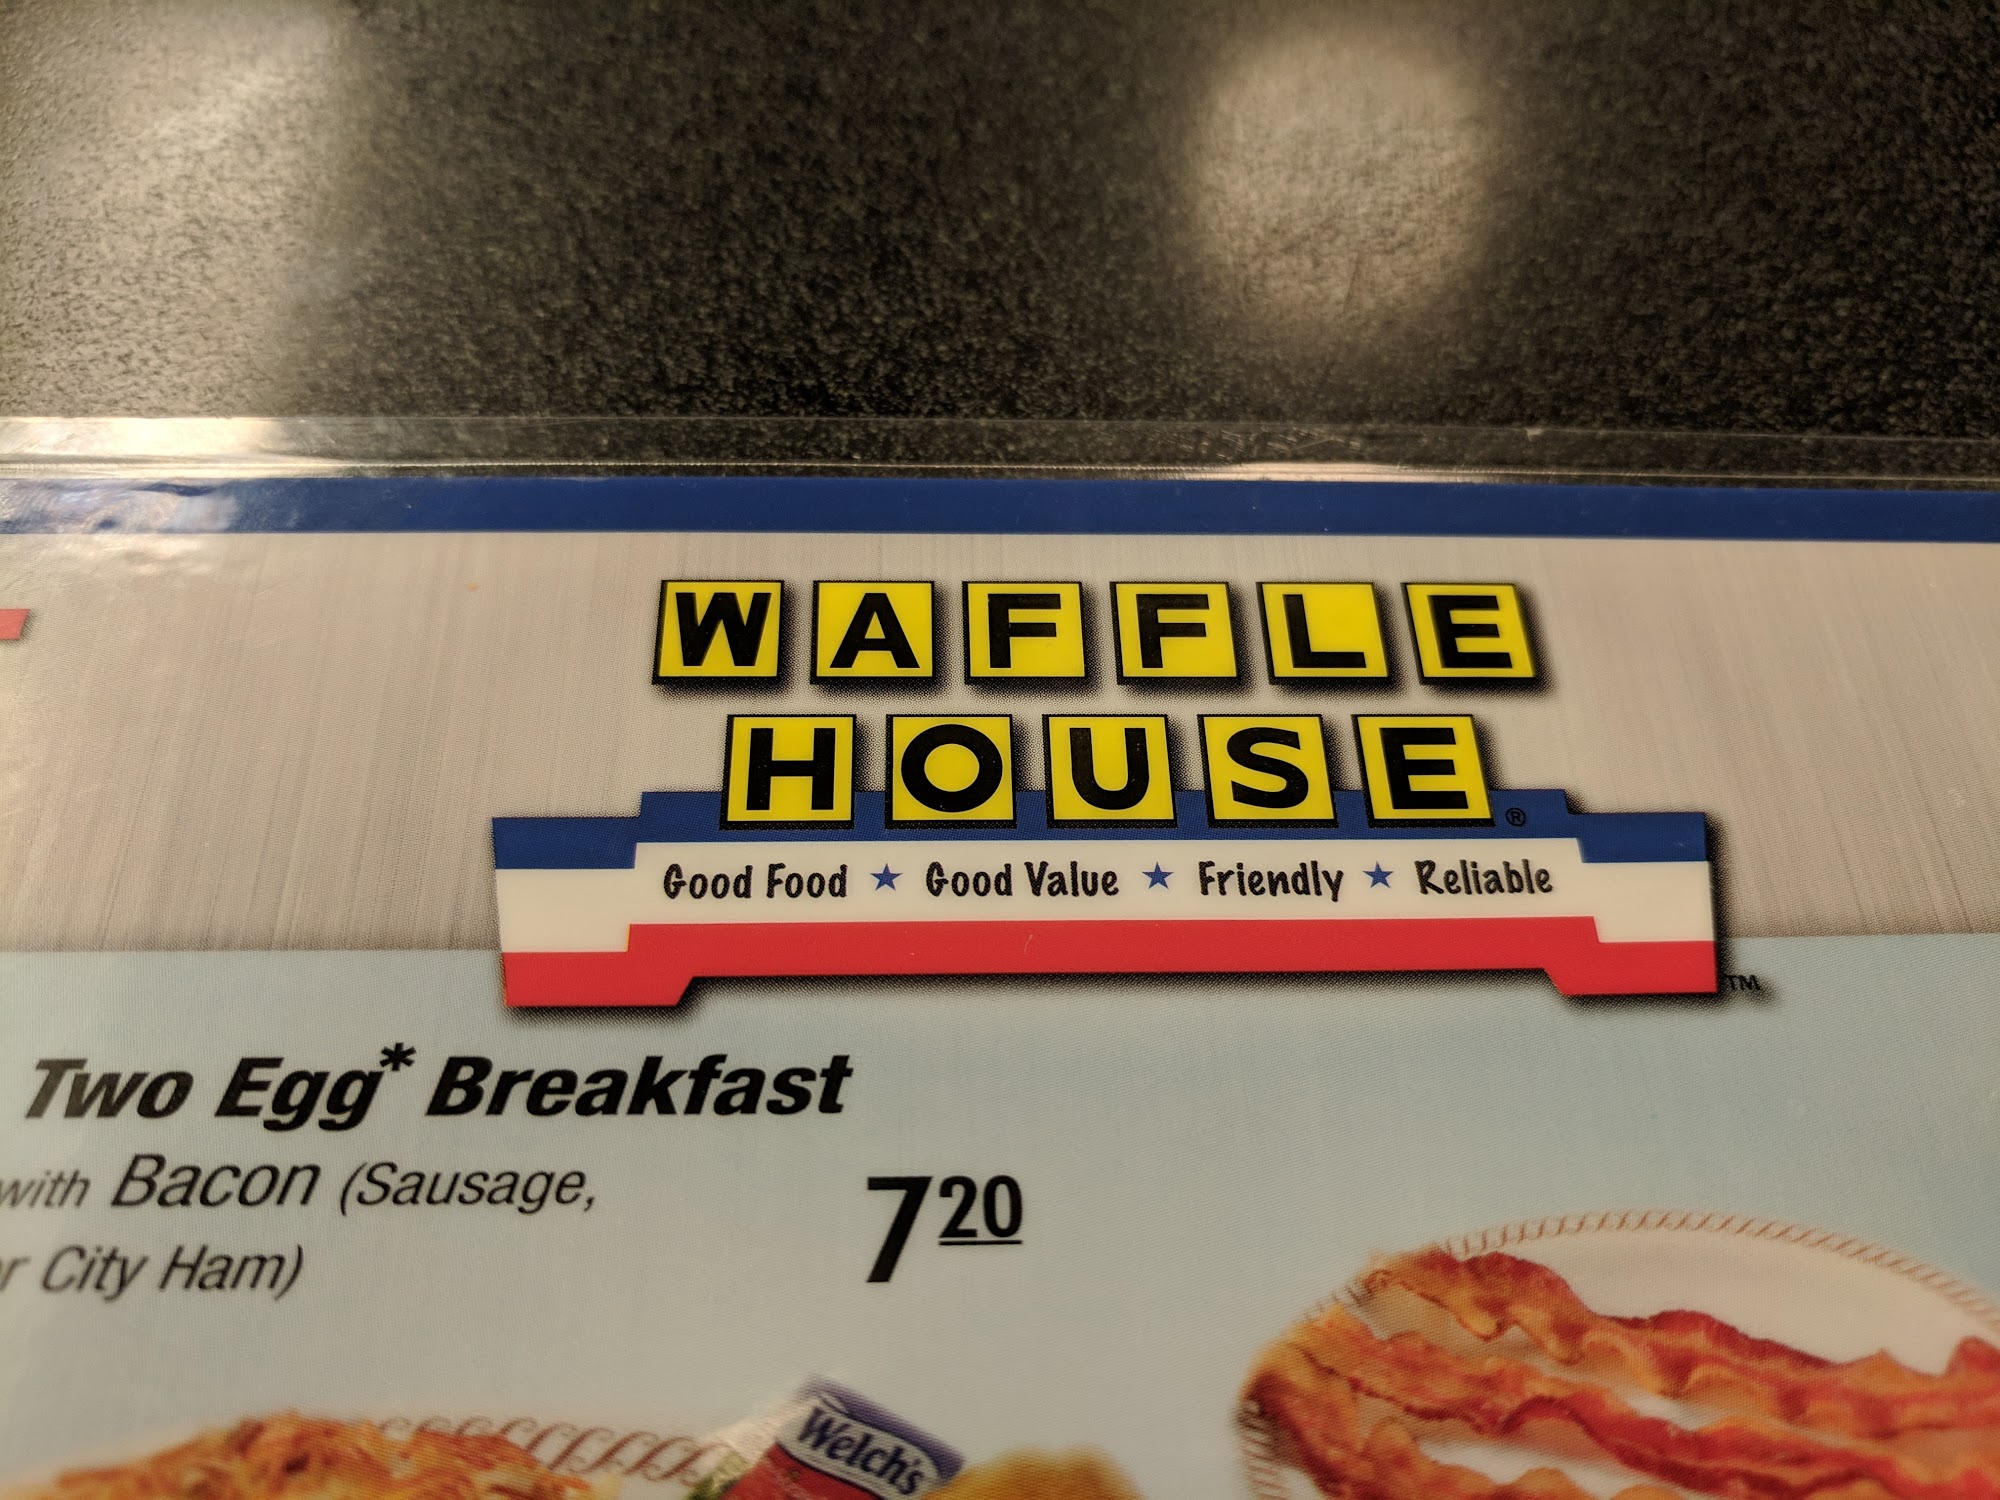 WAFFLE
HOUSE®
Good Food ★ Good Value ★ Friendly ★ Reliable
™
Two Egg* Breakfast
with Bacon (Sausage,
City Ham)
7 20
Welch's